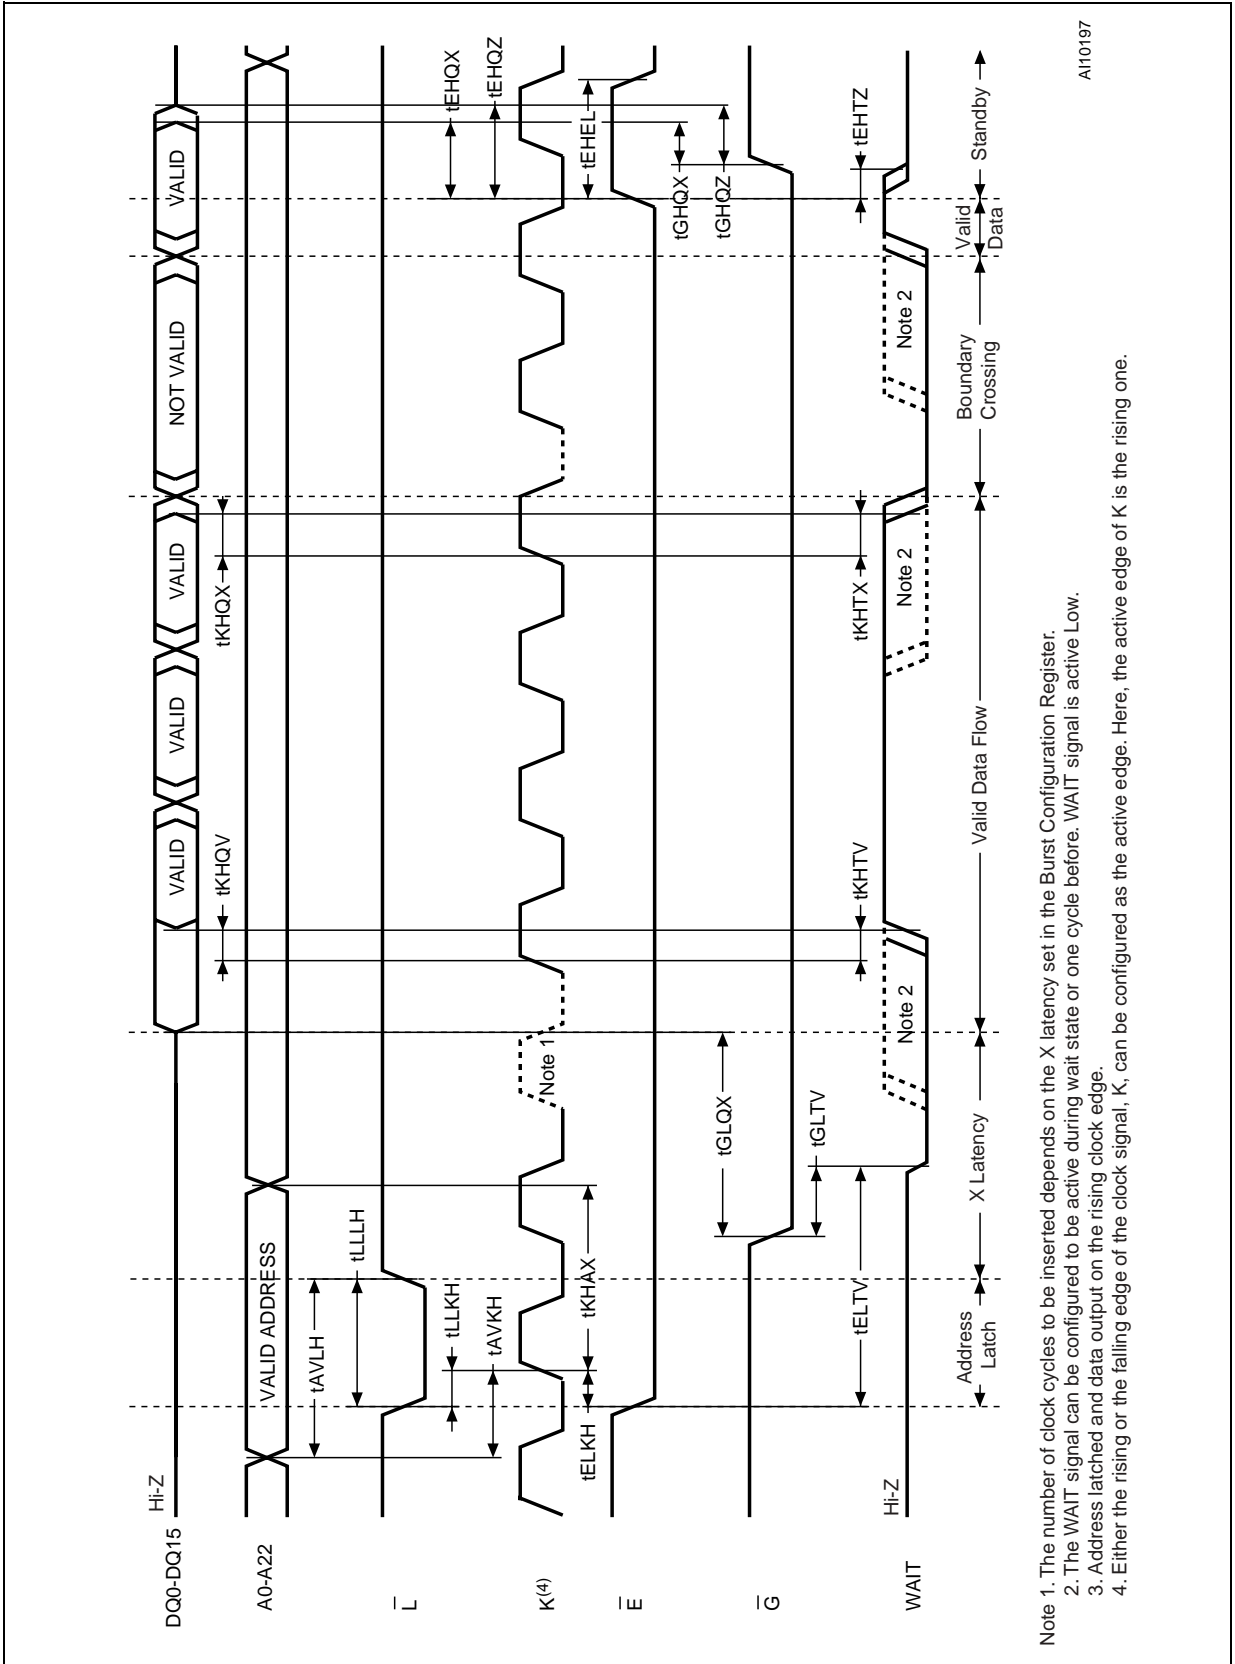 DQ0-DQ15
Hi-Z
VALID
VALID
VALID
NOT VALID
VALID
tKHQV
tKHQX
A0-A22
VALID ADDRESS
tAVLH
L
tLLLH
tLLKH
tEHQX
tAVKH
tEHQZ
K(4)
Note 1
tELKH
tKHAX
tEHEL
E
tGHQX
tGLQX
tGHQZ
G
tGLTV
tELTV
tKHTV
tKHTX
tEHTZ
WAIT
Hi-Z
Note 2
Note 2
Note 2
Address
Latch
X Latency
Valid Data Flow
Boundary
Crossing
Valid
Data
Standby
Note 1. The number of clock cycles to be inserted depends on the X latency set in the Burst Configuration Register.
2. The WAIT signal can be configured to be active during wait state or one cycle before. WAIT signal is active Low.
3. Address latched and data output on the rising clock edge.
4. Either the rising or the falling edge of the clock signal, K, can be configured as the active edge. Here, the active edge of K is the rising one.
AI10197